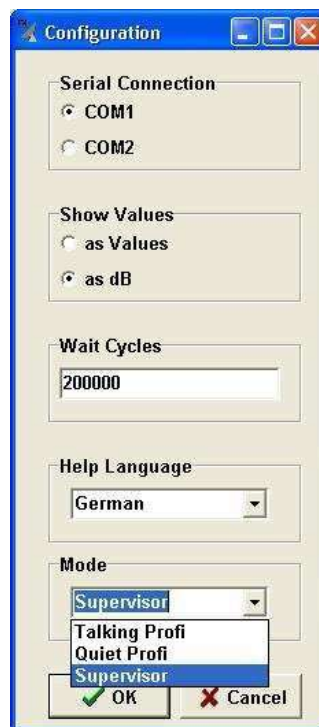 Configuration
Serial Connection
COM1
COM2
Show Values
as Values
as dB
Wait Cycles
200000
Help Language
German
Mode
Supervisor
Talking Profi
Quiet Profi
Supervisor
OK
Cancel